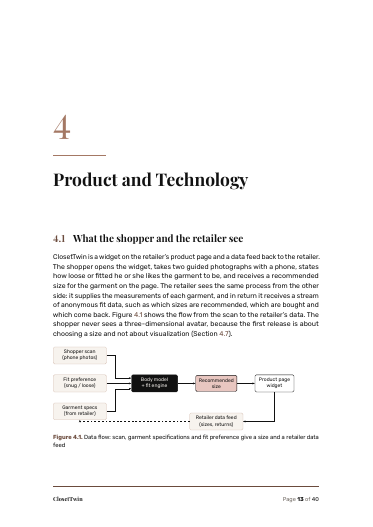 4
Product and Technology
4.1 What the shopper and the retailer see
ClosetTwin is a widget on the retailer's product page and a data feed back to the retailer.
The shopper opens the widget, takes two guided photographs with a phone, states
how loose or fitted he or she likes the garment to be, and receives a recommended
size for the garment on the page. The retailer sees the same process from the other
side: it supplies the measurements of each garment, and in return it receives a stream
of anonymous fit data, such as which sizes are recommended, which are bought and
which come back. Figure 4.1 shows the flow from the scan to the retailer's data. The
shopper never sees a three-dimensional avatar, because the first release is about
choosing a size and not about visualization (Section 4.7).
Shopper scan
(phone photos)
Fit preference
(snug / loose)
Garment specs
(from retailer)
Body model
+ fit engine
Recommended
size
Product page
widget
Retailer data feed
(sizes, returns)
Figure 4.1. Data flow: scan, garment specifications and fit preference give a size and a retailer data
feed
ClosetTwin
Page 13 of 40